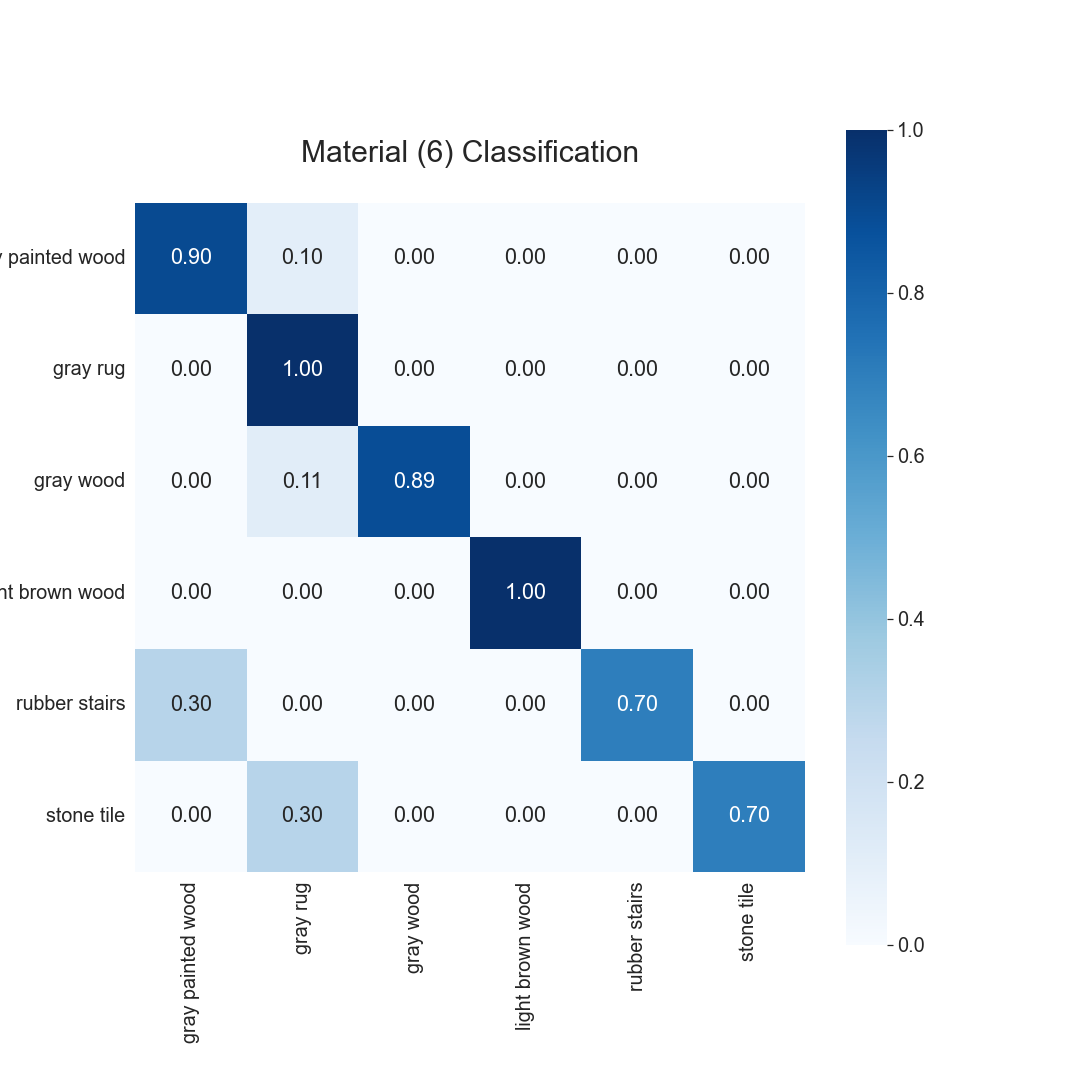 Material (6) Classification
1.0
painted wood 0.90 0.10 0.00 0.00 0.00 0.00
0.8
gray rug 0.00 1.00 0.00 0.00 0.00 0.00
gray wood 0.00 0.11 0.89 0.00 0.00 0.00
0.6
brown wood 0.00 0.00 0.00 1.00 0.00 0.00
0.4
rubber stairs 0.30 0.00 0.00 0.00 0.70 0.00
0.2
stone tile 0.00 0.30 0.00 0.00 0.00 0.70
0.0
gray painted wood
gray rug
gray wood
light brown wood
rubber stairs
stone tile